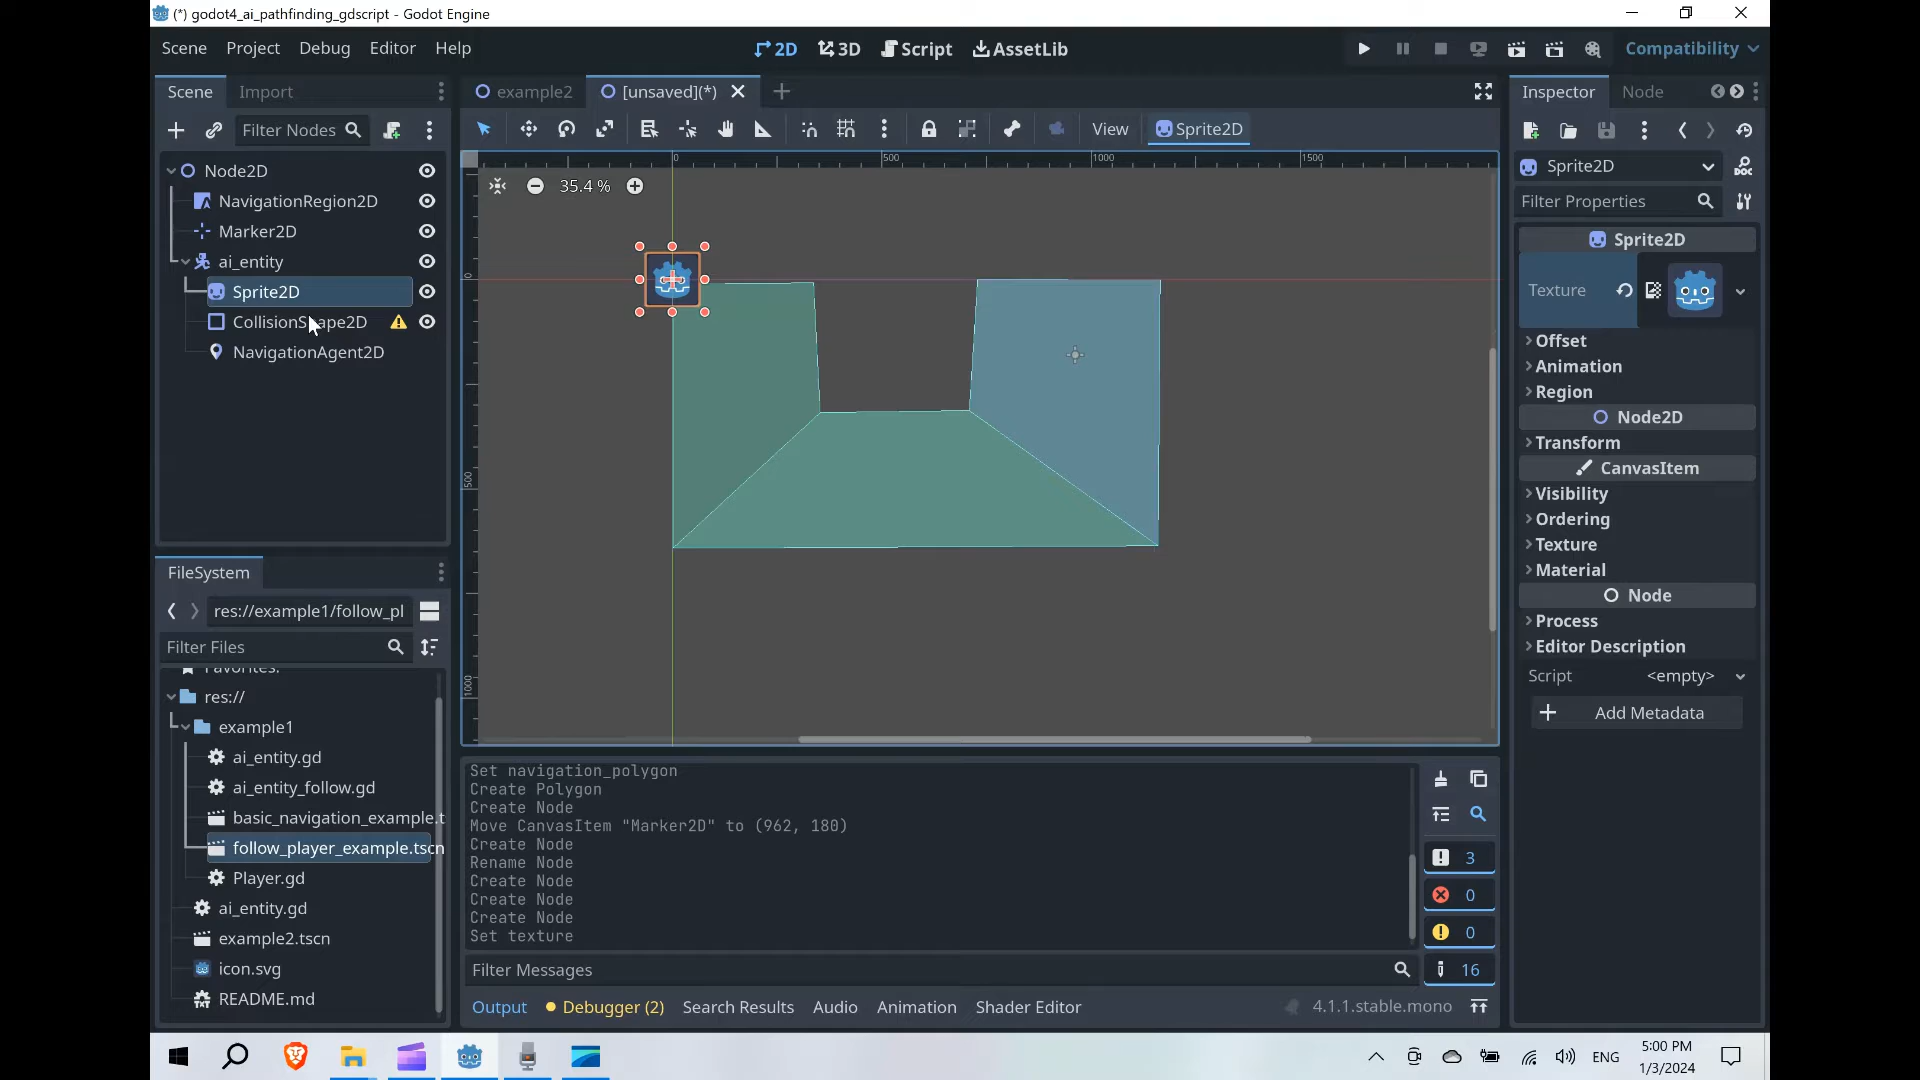 (*) godot4_ai_pathfinding_gdscript - Godot Engine
Scene Project Debug Editor Help
2D 3D Script AssetLib
Compatibility
Scene Import
example2 [unsaved](*)
Inspector Node
Filter Nodes
View Sprite2D
Sprite2D
Filter Properties
Node2D
NavigationRegion2D
Marker2D
ai_entity
Sprite2D
CollisionShape2D
NavigationAgent2D
0 500 1000 1500
35.4 %
0
500
1000
Sprite2D
Texture
Offset
Animation
Region
Node2D
Transform
CanvasItem
Visibility
Ordering
Texture
Material
Node
Process
Editor Description
Script <empty>
Add Metadata
FileSystem
res://example1/follow_pl
Filter Files
Favorites:
res://
example1
ai_entity.gd
ai_entity_follow.gd
basic_navigation_example.t
follow_player_example.tscn
Player.gd
ai_entity.gd
example2.tscn
icon.svg
README.md
Set navigation_polygon
Create Polygon
Create Node
Move CanvasItem "Marker2D" to (962, 180)
Create Node
Rename Node
Create Node
Create Node
Create Node
Set texture
3
0
0
16
Filter Messages
Output Debugger (2) Search Results Audio Animation Shader Editor
4.1.1.stable.mono
ENG
5:00 PM
1/3/2024